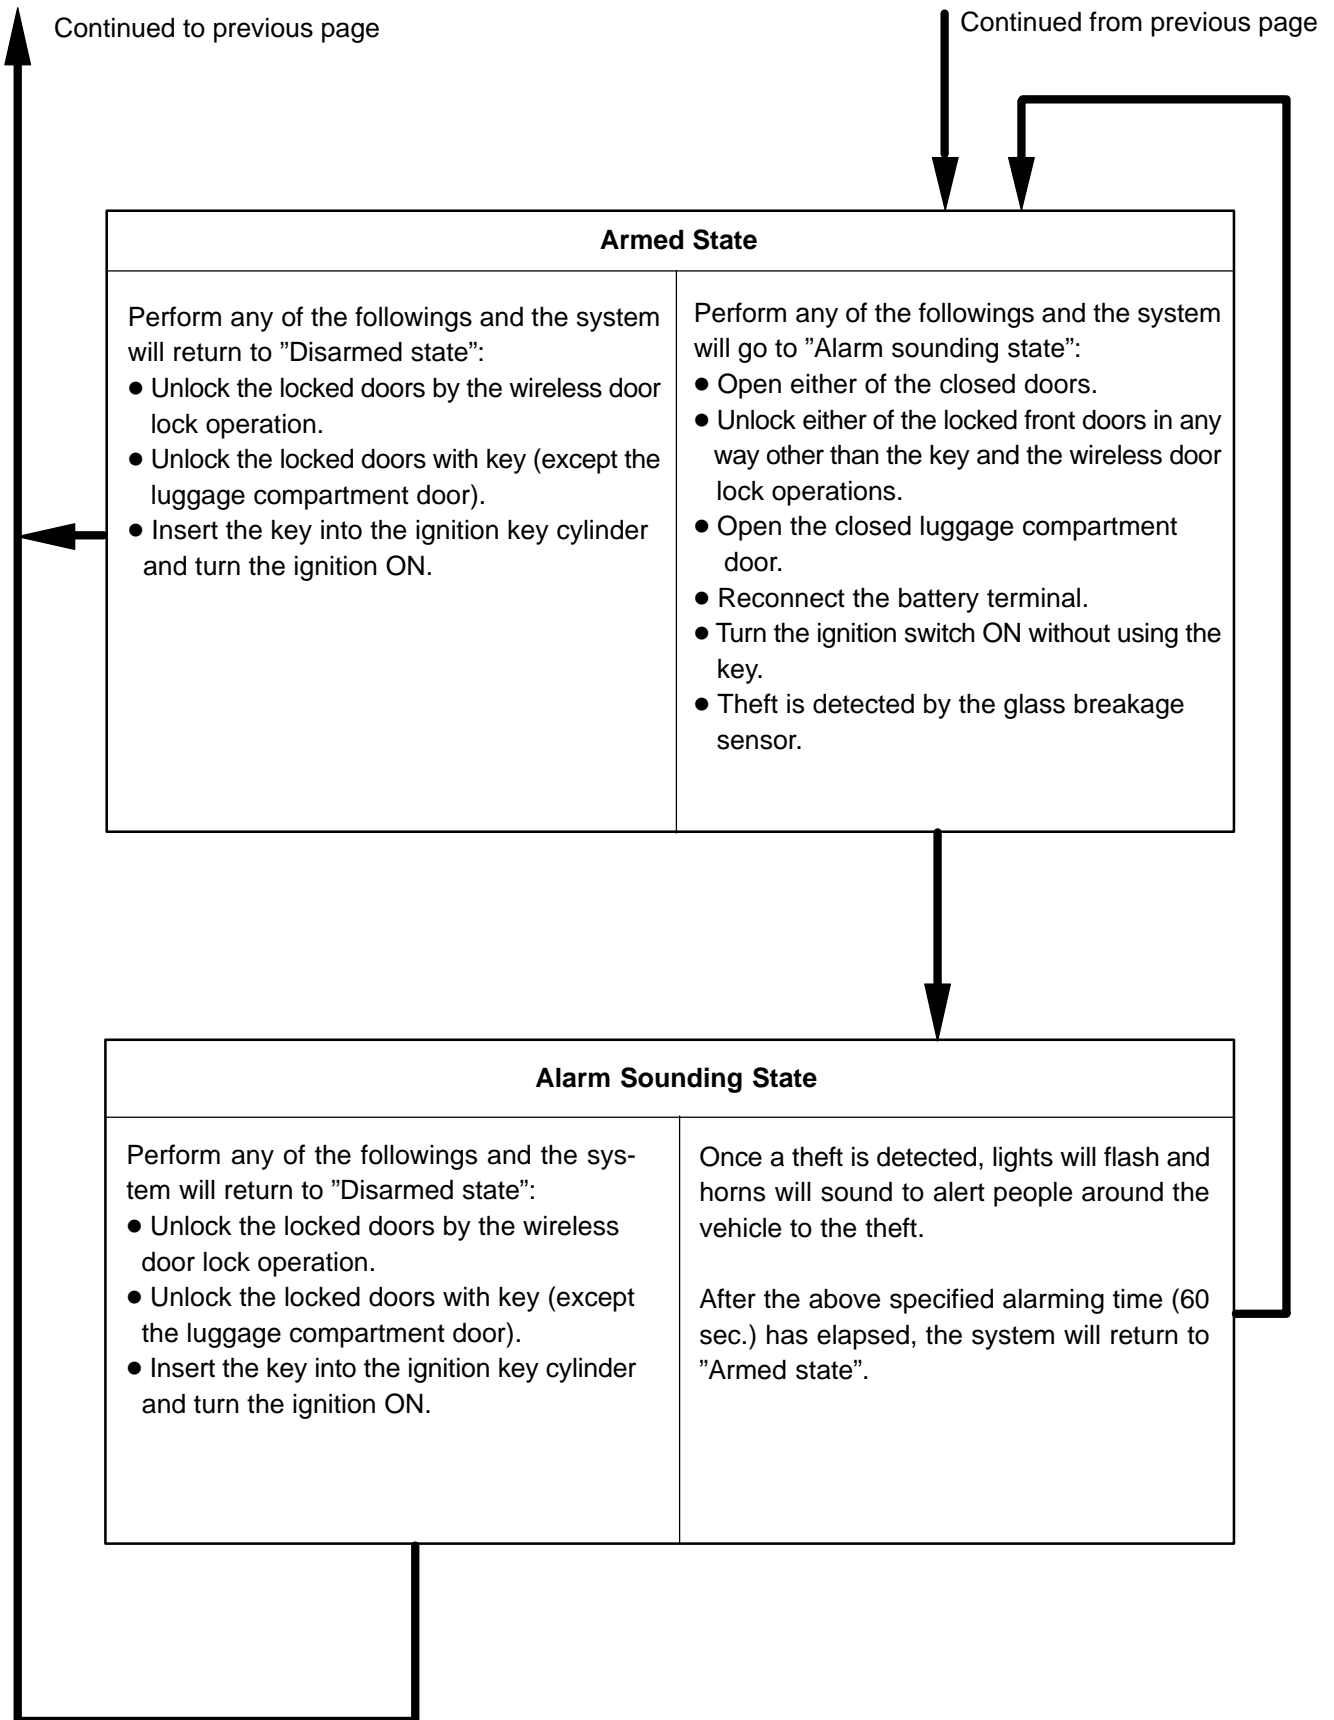 Continued to previous page
Continued from previous page
Armed State
Perform any of the followings and the system
will return to ”Disarmed state”:
● Unlock the locked doors by the wireless door
lock operation.
● Unlock the locked doors with key (except the
luggage compartment door).
● Insert the key into the ignition key cylinder
and turn the ignition ON.
Perform any of the followings and the system
will go to ”Alarm sounding state”:
● Open either of the closed doors.
● Unlock either of the locked front doors in any
way other than the key and the wireless door
lock operations.
● Open the closed luggage compartment
door.
● Reconnect the battery terminal.
● Turn the ignition switch ON without using the
key.
● Theft is detected by the glass breakage
sensor.
Alarm Sounding State
Perform any of the followings and the sys-
tem will return to ”Disarmed state”:
● Unlock the locked doors by the wireless
door lock operation.
● Unlock the locked doors with key (except
the luggage compartment door).
● Insert the key into the ignition key cylinder
and turn the ignition ON.
Once a theft is detected, lights will flash and
horns will sound to alert people around the
vehicle to the theft.
After the above specified alarming time (60
sec.) has elapsed, the system will return to
”Armed state”.